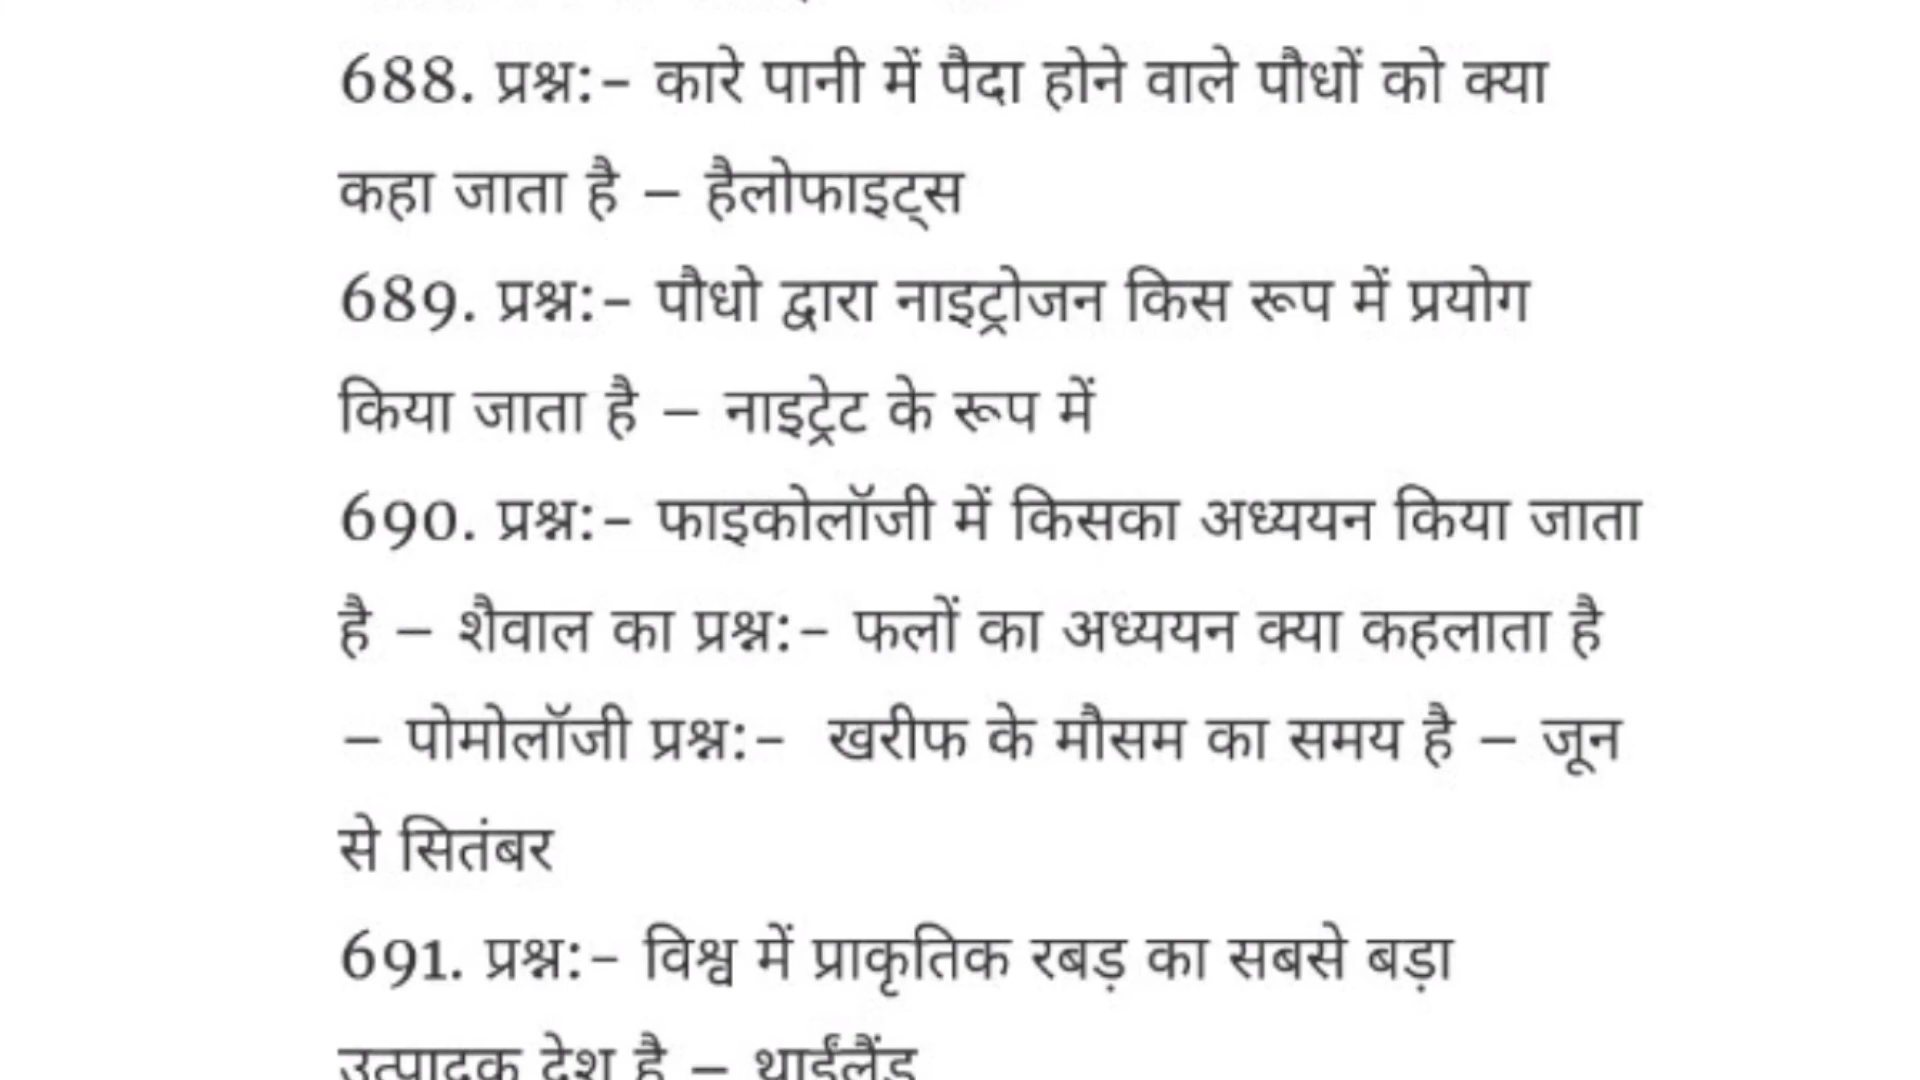 688. प्रश्न:- कारे पानी में पैदा होने वाले पौधों को क्या
कहा जाता है – हैलोफाइट्स
689. प्रश्न:- पौधो द्वारा नाइट्रोजन किस रूप में प्रयोग
किया जाता है – नाइट्रेट के रूप में
690. प्रश्न:- फाइकोलॉजी में किसका अध्ययन किया जाता
है – शैवाल का प्रश्न:- फलों का अध्ययन क्या कहलाता है
– पोमोलॉजी प्रश्न:- खरीफ के मौसम का समय है – जून
से सितंबर
691. प्रश्न:- विश्व में प्राकृतिक रबड़ का सबसे बड़ा
उत्पादक देश है – थाईलैंड